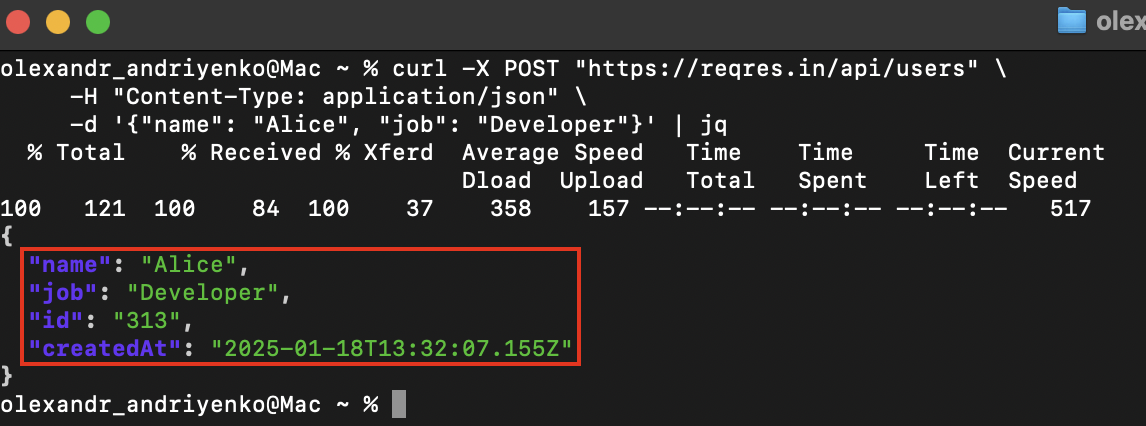 olex
olexandr_andriyenko@Mac ~ % curl -X POST "https://reqres.in/api/users" \
-H "Content-Type: application/json" \
-d '{"name": "Alice", "job": "Developer"}' | jq
% Total % Received % Xferd Average Speed Time Time Time Current
Dload Upload Total Spent Left Speed
100 121 100 84 100 37 358 157 --:--:-- --:--:-- --:--:-- 517
{
"name": "Alice",
"job": "Developer",
"id": "313",
"createdAt": "2025-01-18T13:32:07.155Z"
}
olexandr_andriyenko@Mac ~ %